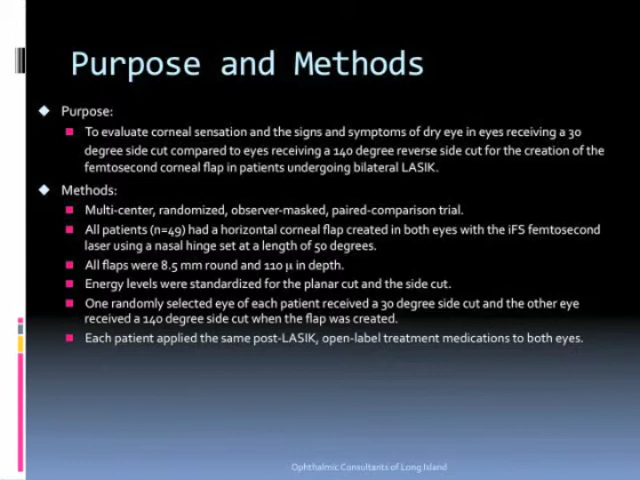 Purpose and Methods
Purpose:
To evaluate corneal sensation and the signs and symptoms of dry eye in eyes receiving a 30
degree side cut compared to eyes receiving a 140 degree reverse side cut for the creation of the
femtosecond corneal flap in patients undergoing bilateral LASIK.
Methods:
Multi-center, randomized, observer-masked, paired-comparison trial.
All patients (n=49) had a horizontal corneal flap created in both eyes with the iFS femtosecond
laser using a nasal hinge set at a length of 50 degrees.
All flaps were 8.5 mm round and 110 µ in depth.
Energy levels were standardized for the planar cut and the side cut.
One randomly selected eye of each patient received a 30 degree side cut and the other eye
received a 140 degree side cut when the flap was created.
Each patient applied the same post-LASIK, open-label treatment medications to both eyes.
Ophthalmic Consultants of Long Island